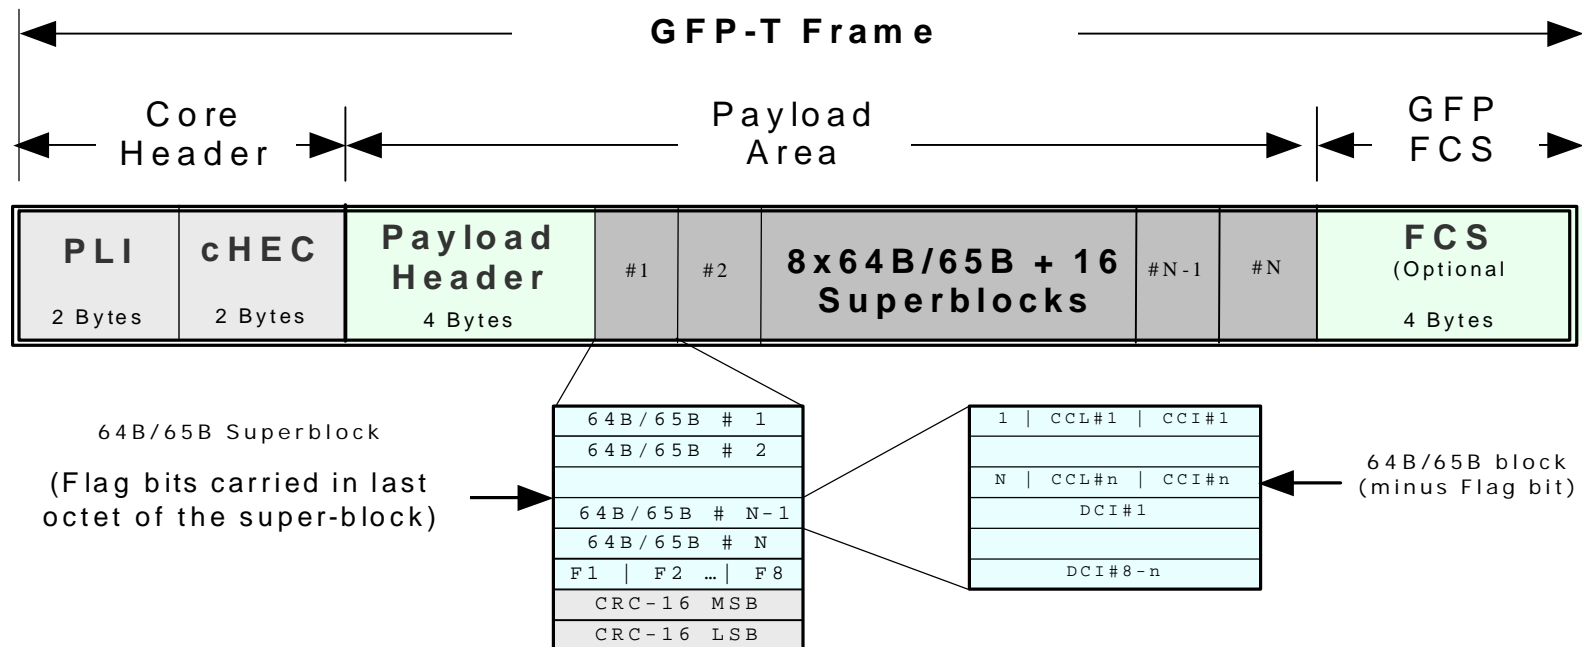 GFP-T Frame
Core
Header
Payload
Area
GFP
FCS
PLI
2 Bytes
cHEC
2 Bytes
Payload
Header
4 Bytes
#1
#2
8x64B/65B + 16
Superblocks
#N-1
#N
FCS
(Optional
4 Bytes
64B/65B Superblock
(Flag bits carried in last
octet of the super-block)
64B/65B # 1
64B/65B # 2
64B/65B # N-1
64B/65B # N
F1 | F2 …| F8
CRC-16 MSB
CRC-16 LSB
1 | CCL#1 | CCI#1
N | CCL#n | CCI#n
DCI#1
DCI#8-n
64B/65B block
(minus Flag bit)